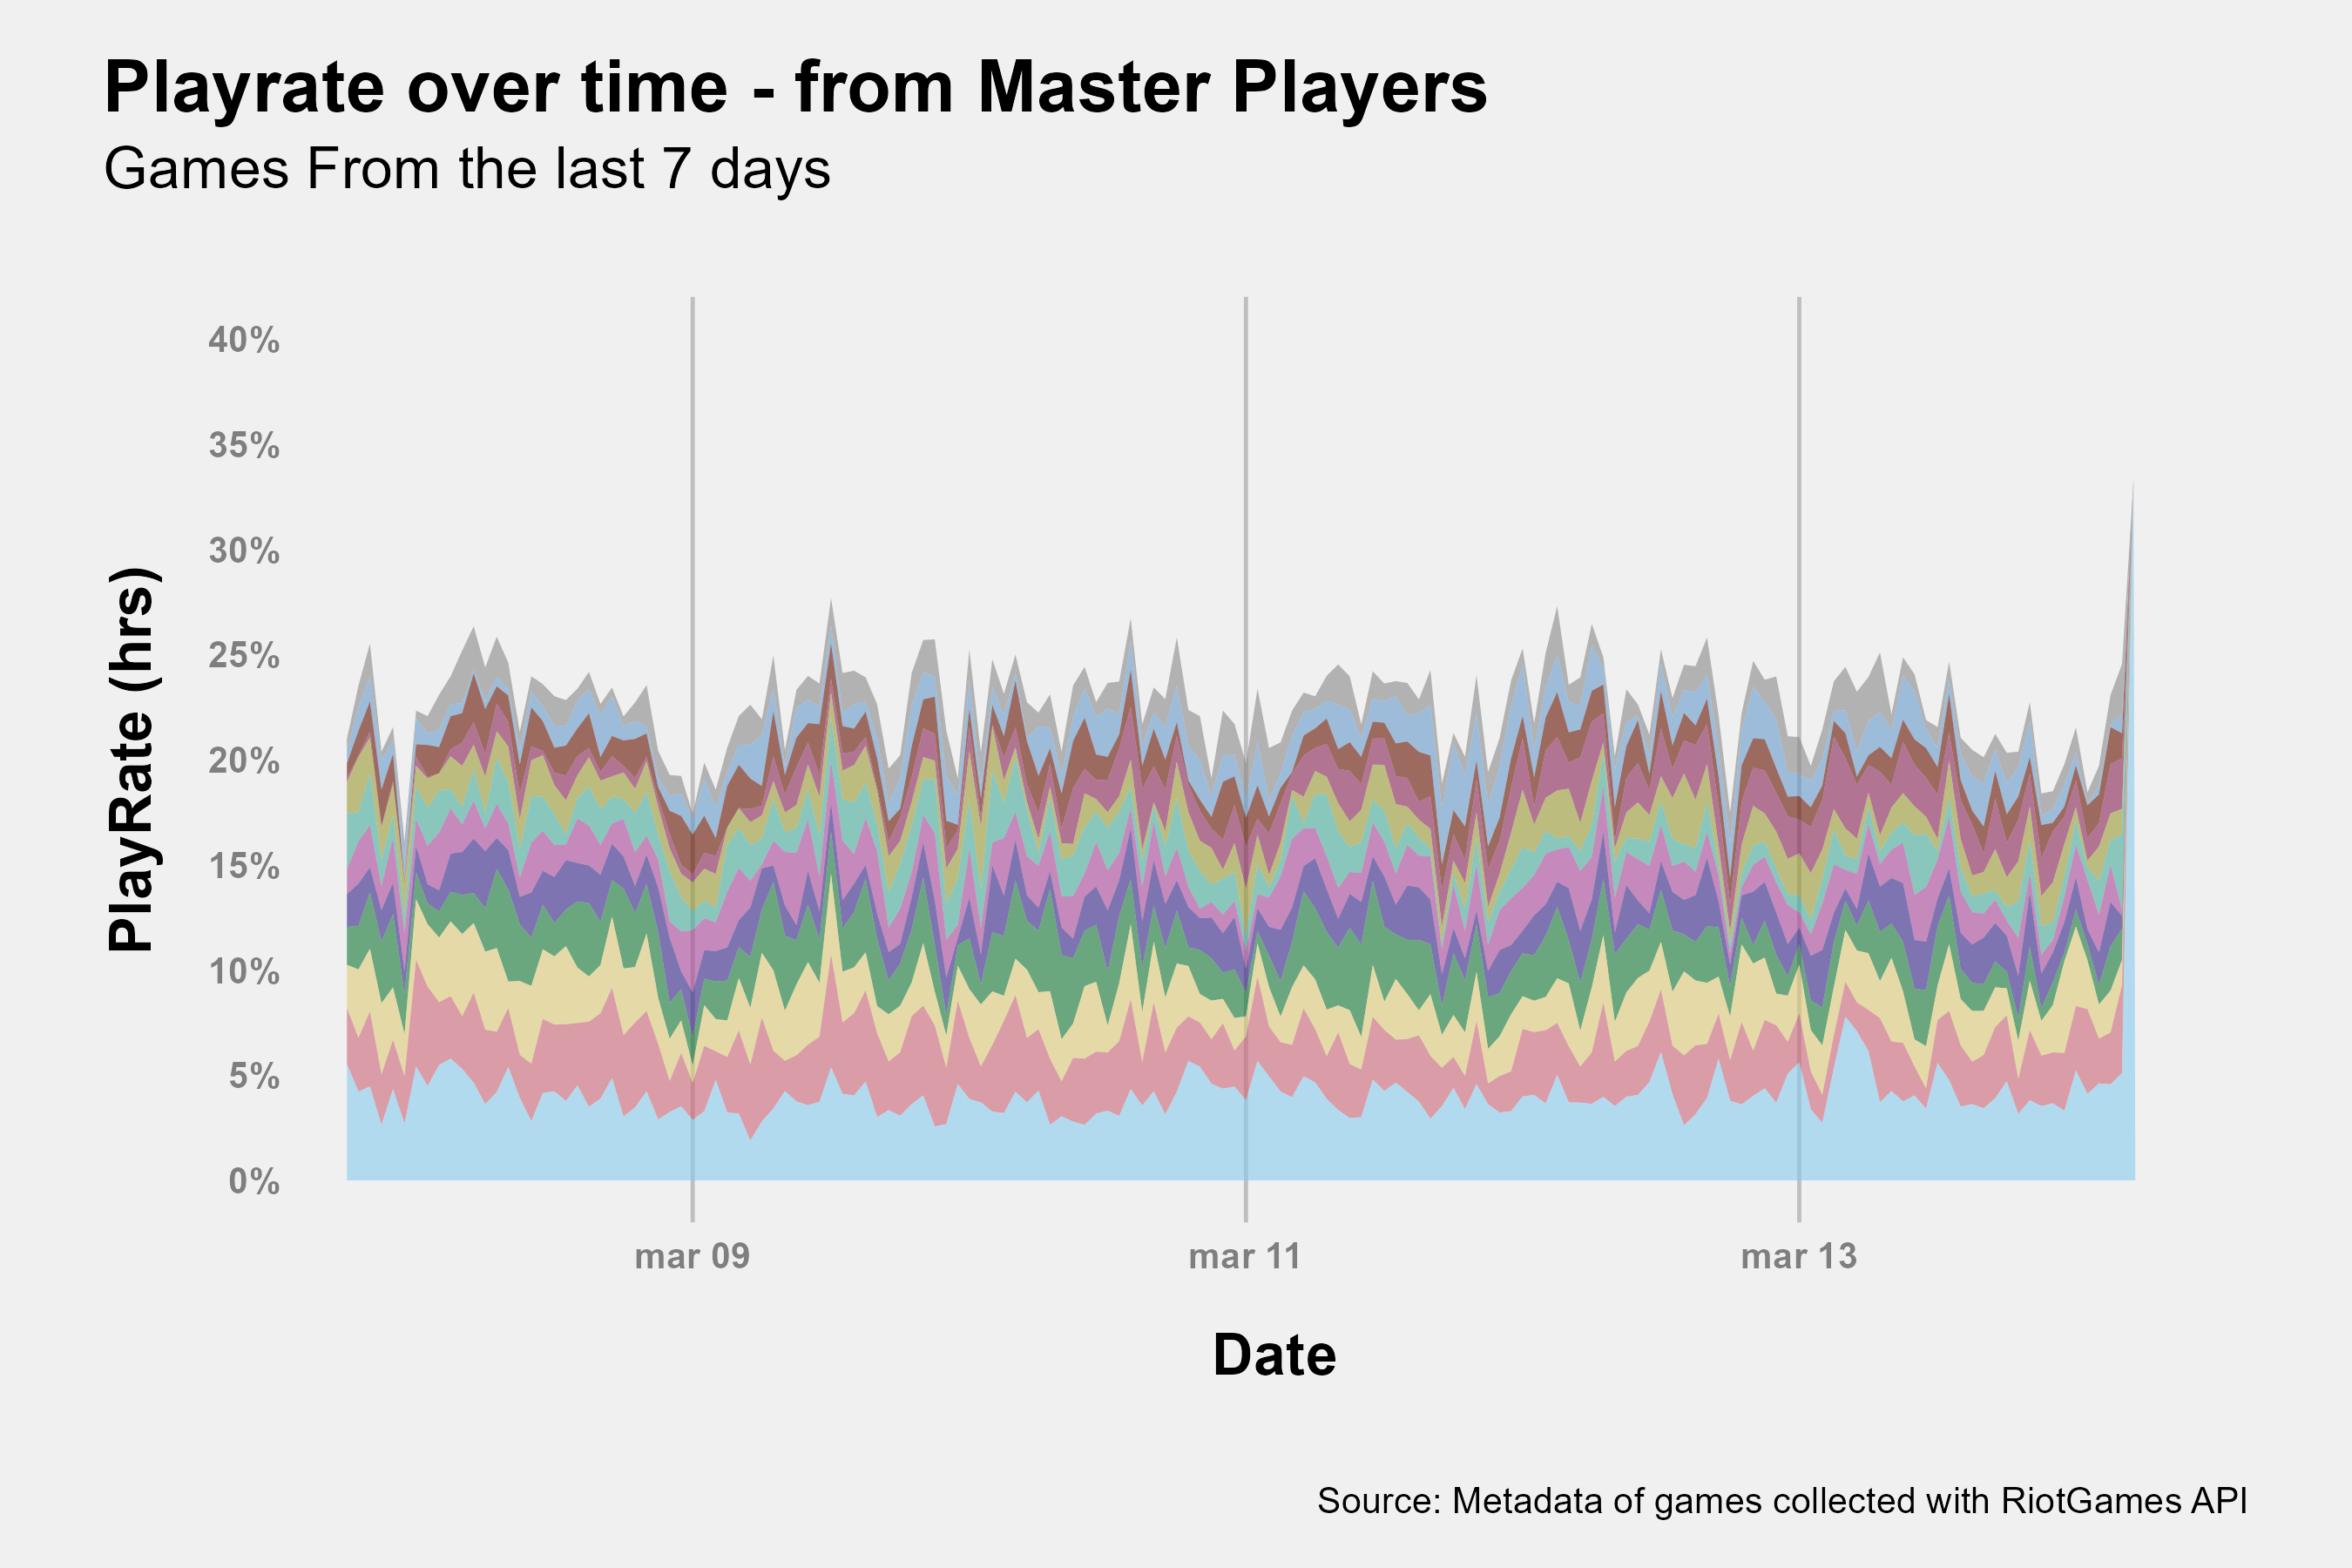 Playrate over time - from Master Players
Games From the last 7 days
40%
35%
30%
25%
20%
15%
10%
5%
0%
PlayRate (hrs)
mar 09
mar 11
mar 13
Date
Source: Metadata of games collected with RiotGames API